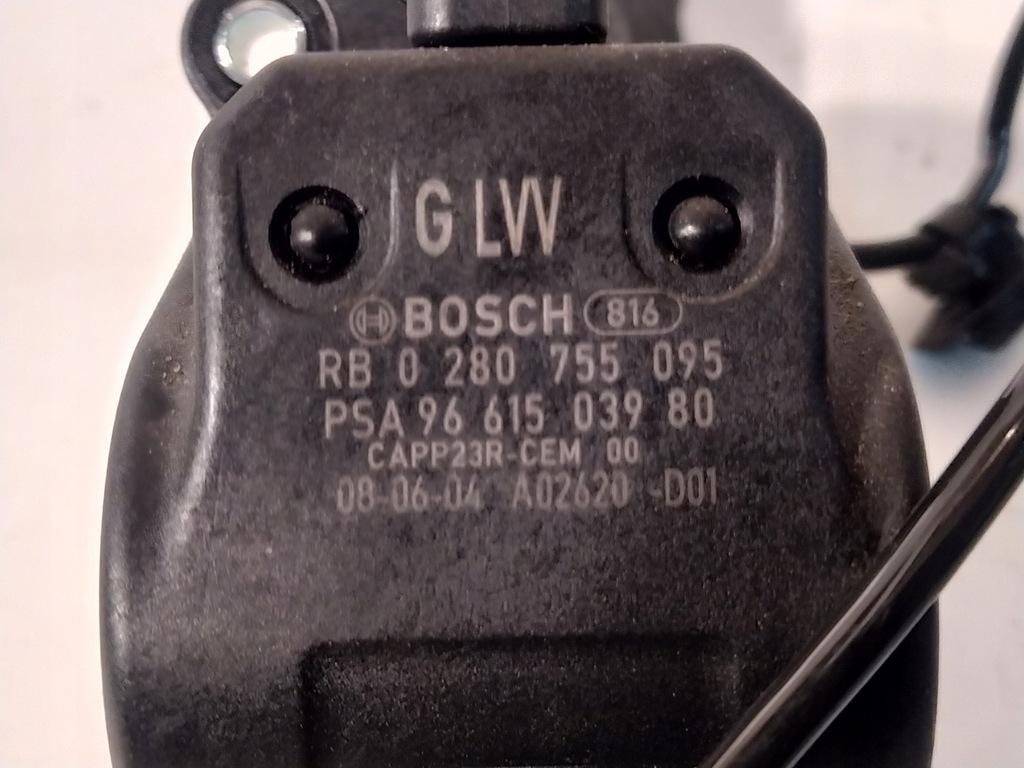 G LW
BOSCH 816
RB 0 280 755 095
PSA 96 615 039 80
CAPP23R-CEM 00
08-06-04 A02620 -D01